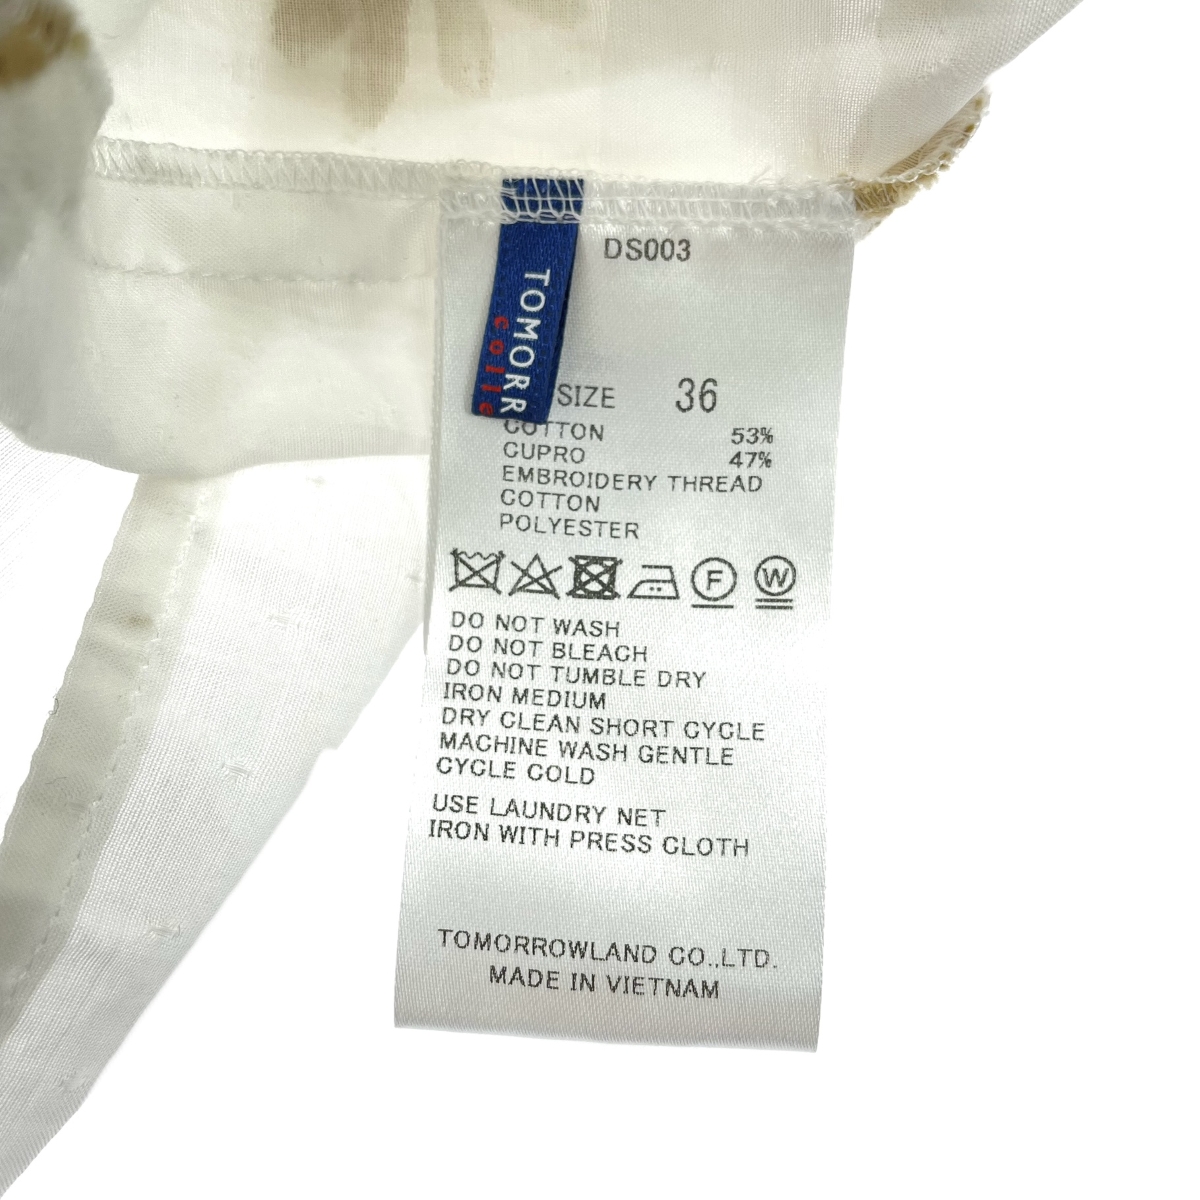 DS003
TOMORR
colle
SIZE 36
COTTON 53%
CUPRO 47%
EMBROIDERY THREAD
COTTON
POLYESTER
F W
DO NOT WASH
DO NOT BLEACH
DO NOT TUMBLE DRY
IRON MEDIUM
DRY CLEAN SHORT CYCLE
MACHINE WASH GENTLE
CYCLE COLD
USE LAUNDRY NET
IRON WITH PRESS CLOTH
TOMORROWLAND CO.,LTD.
MADE IN VIETNAM